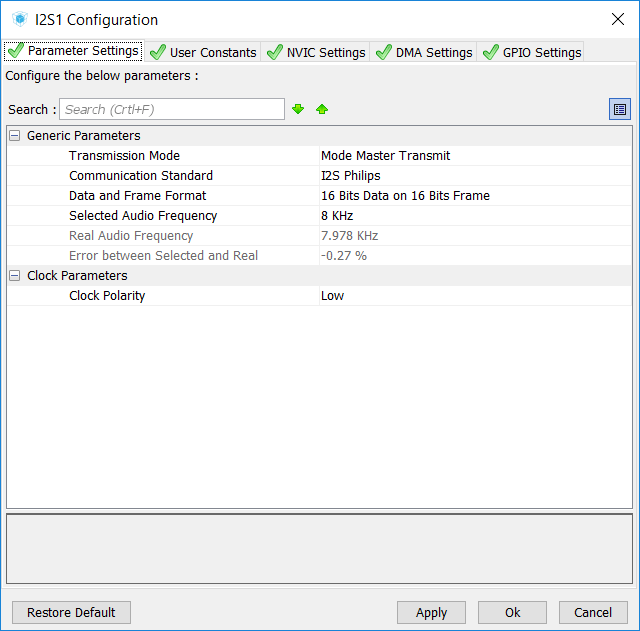 I2S1 Configuration
Parameter Settings User Constants NVIC Settings DMA Settings GPIO Settings
Configure the below parameters :
Search : Search (Crtl+F)
Generic Parameters
Transmission Mode Mode Master Transmit
Communication Standard I2S Philips
Data and Frame Format 16 Bits Data on 16 Bits Frame
Selected Audio Frequency 8 KHz
Real Audio Frequency 7.978 KHz
Error between Selected and Real -0.27 %
Clock Parameters
Clock Polarity Low
Restore Default Apply Ok Cancel